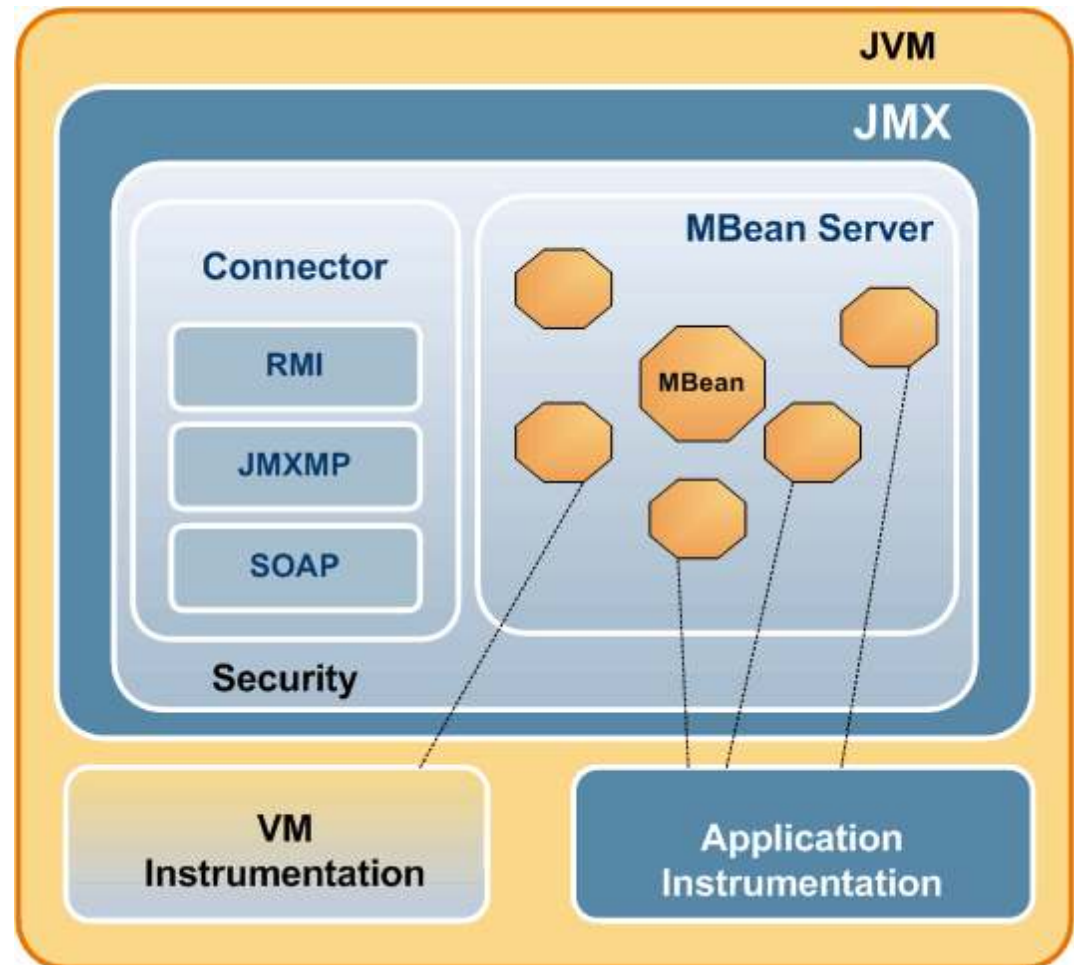 JVM
JMX
MBean Server
Connector
RMI
MBean
JMXMP
SOAP
Security
VM
Instrumentation
Application
Instrumentation